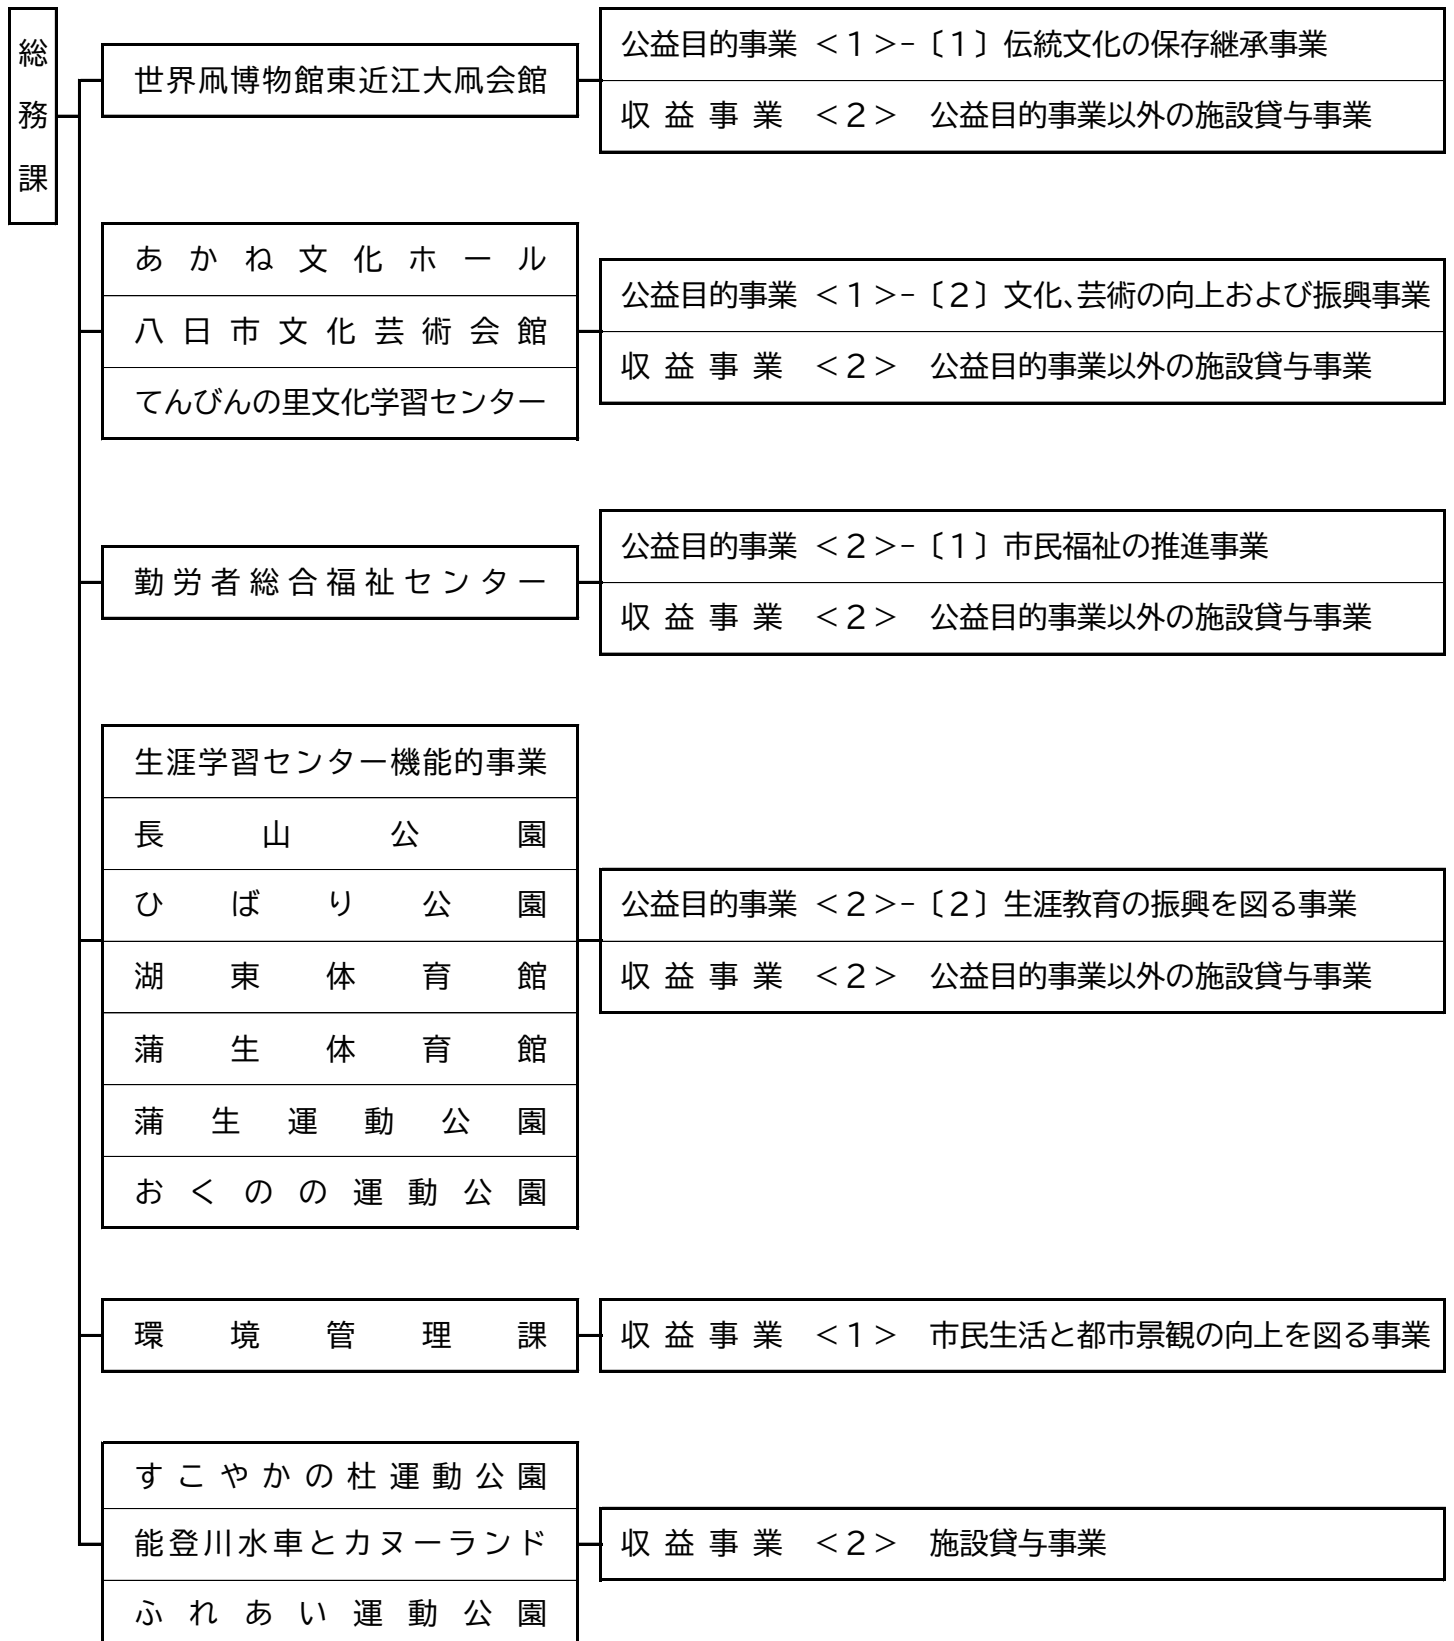 総務課
世界凧博物館東近江大凧会館
公益目的事業 <1>-〔1〕伝統文化の保存継承事業
収益事業 <2> 公益目的事業以外の施設貸与事業
あかね文化ホール
八日市文化芸術会館
てんびんの里文化学習センター
公益目的事業 <1>-〔2〕文化、芸術の向上および振興事業
収益事業 <2> 公益目的事業以外の施設貸与事業
勤労者総合福祉センター
公益目的事業 <2>-〔1〕市民福祉の推進事業
収益事業 <2> 公益目的事業以外の施設貸与事業
生涯学習センター機能的事業
長山公園
ひばり公園
湖東体育館
蒲生体育館
蒲生運動公園
おくのの運動公園
公益目的事業 <2>-〔2〕生涯教育の振興を図る事業
収益事業 <2> 公益目的事業以外の施設貸与事業
環境管理課
収益事業 <1> 市民生活と都市景観の向上を図る事業
すこやかの杜運動公園
能登川水車とカヌーランド
ふれあい運動公園
収益事業 <2> 施設貸与事業